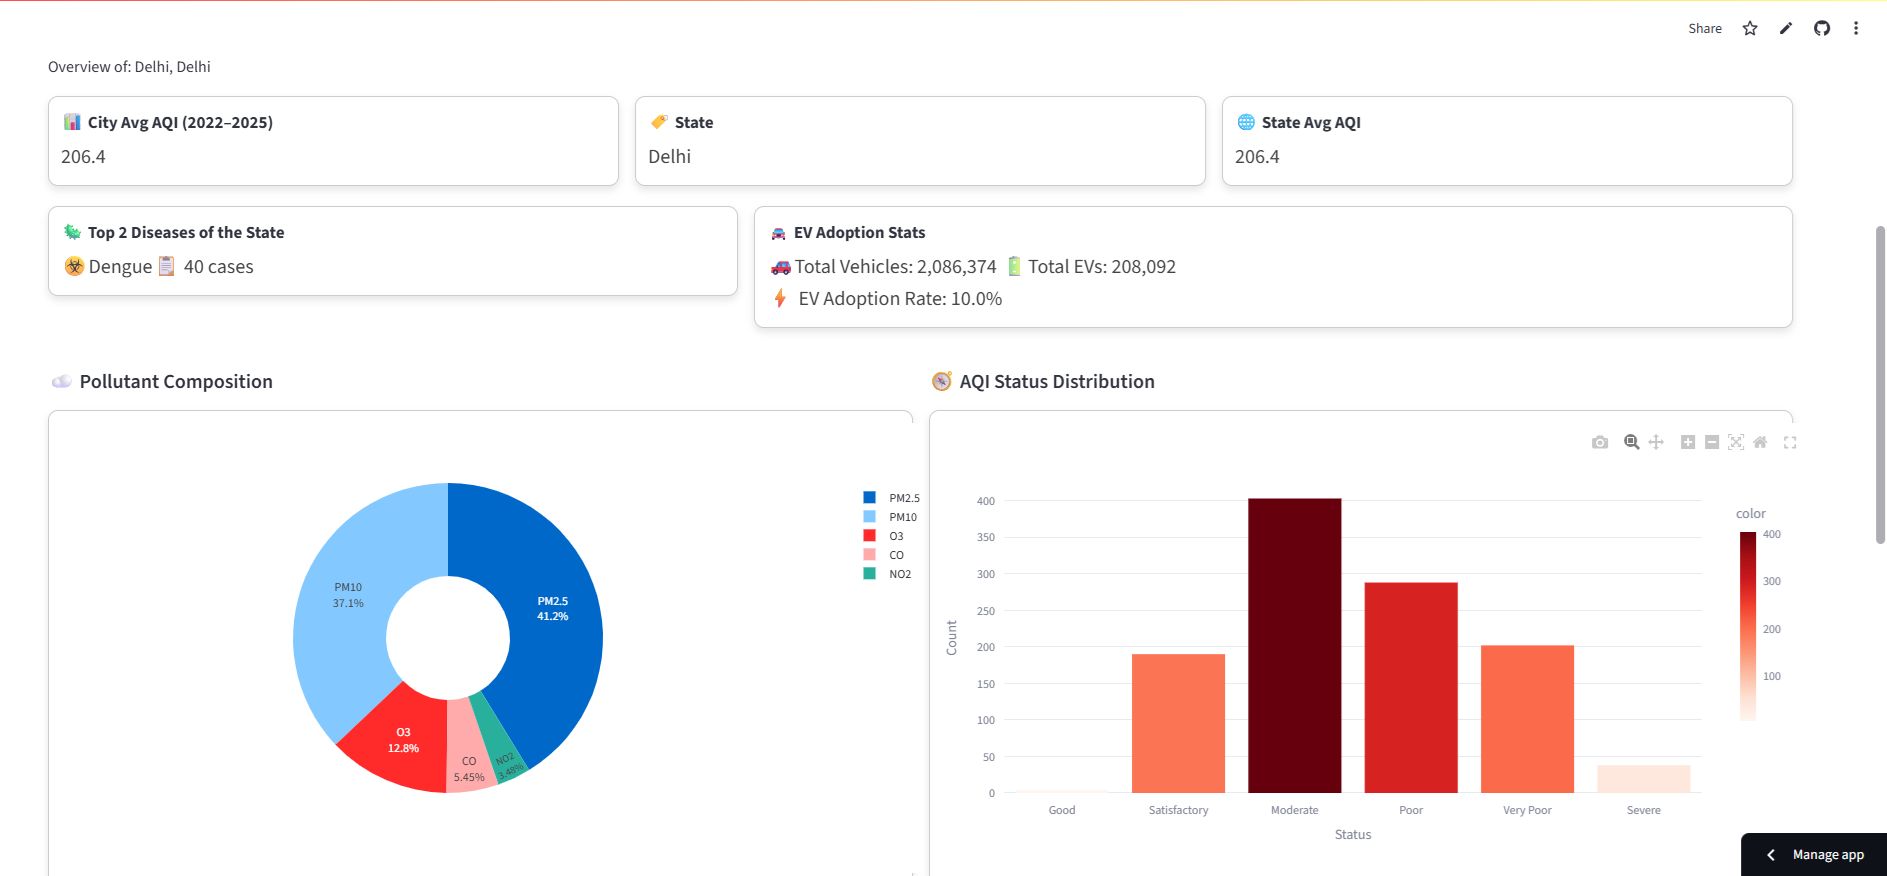 Share
Overview of: Delhi, Delhi
City Avg AQI (2022–2025)
206.4
State
Delhi
State Avg AQI
206.4
Top 2 Diseases of the State
Dengue 40 cases
EV Adoption Stats
Total Vehicles: 2,086,374 Total EVs: 208,092
EV Adoption Rate: 10.0%
Pollutant Composition
PM2.5
PM10
O3
CO
NO2
PM10
37.1%
PM2.5
41.2%
O3
12.8%
CO
5.45%
NO2
3.48%
AQI Status Distribution
400
350
300
250
200
150
100
50
0
Count
Good
Satisfactory
Moderate
Poor
Very Poor
Severe
Status
color
400
300
200
100
Manage app